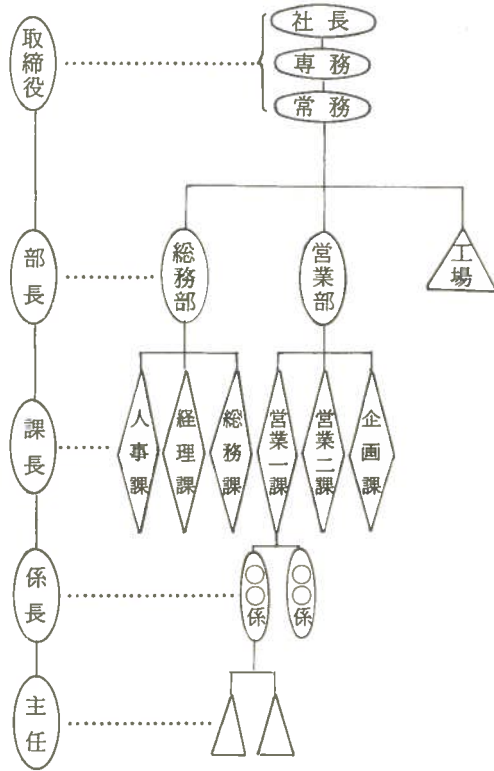 取締役
社長
専務
常務
部長
総務部
営業部
工場
課長
人事課
経理課
総務課
営業一課
営業二課
企画課
係長
○○係
○○係
主任